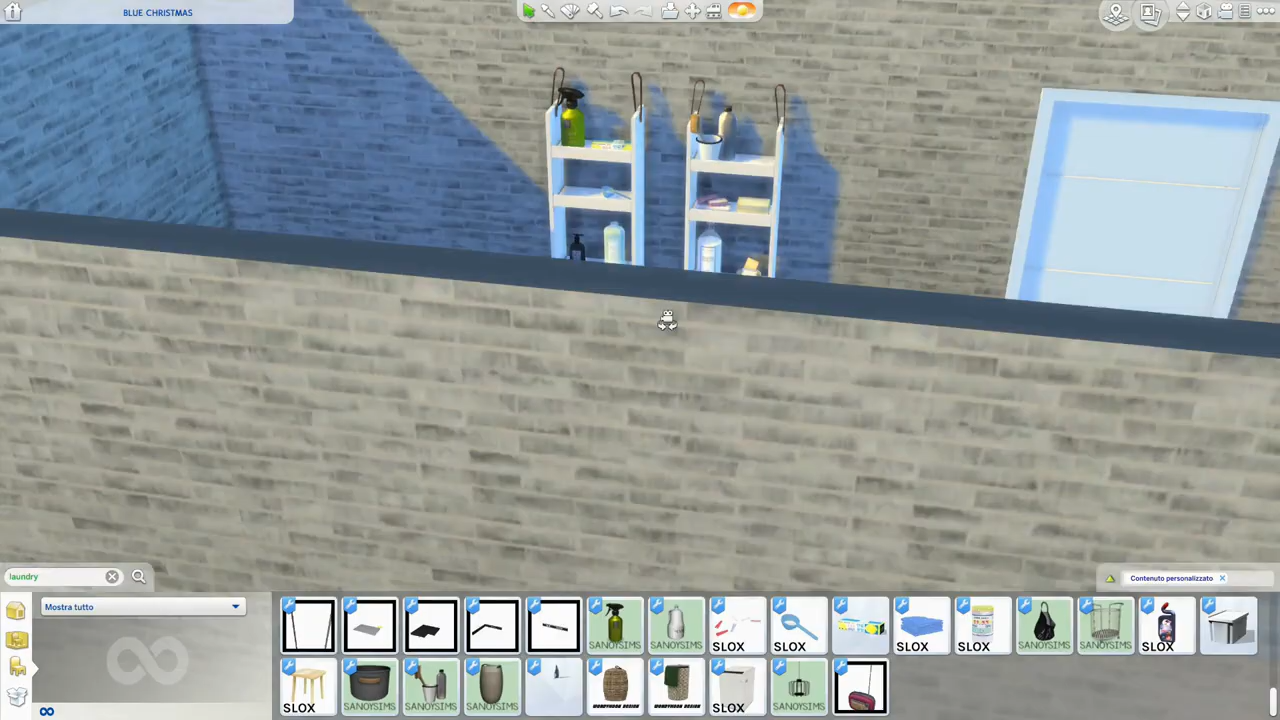 BLUE CHRISTMAS
laundry
Contenuto personalizzato
Mostra tutto
SANOYSIMS SANOYSIMS SLOX SLOX SLOX SLOX SANOYSIMS SANOYSIMS SLOX
SLOX SANOYSIMS SANOYSIMS SANOYSIMS SLOX SANOYSIMS